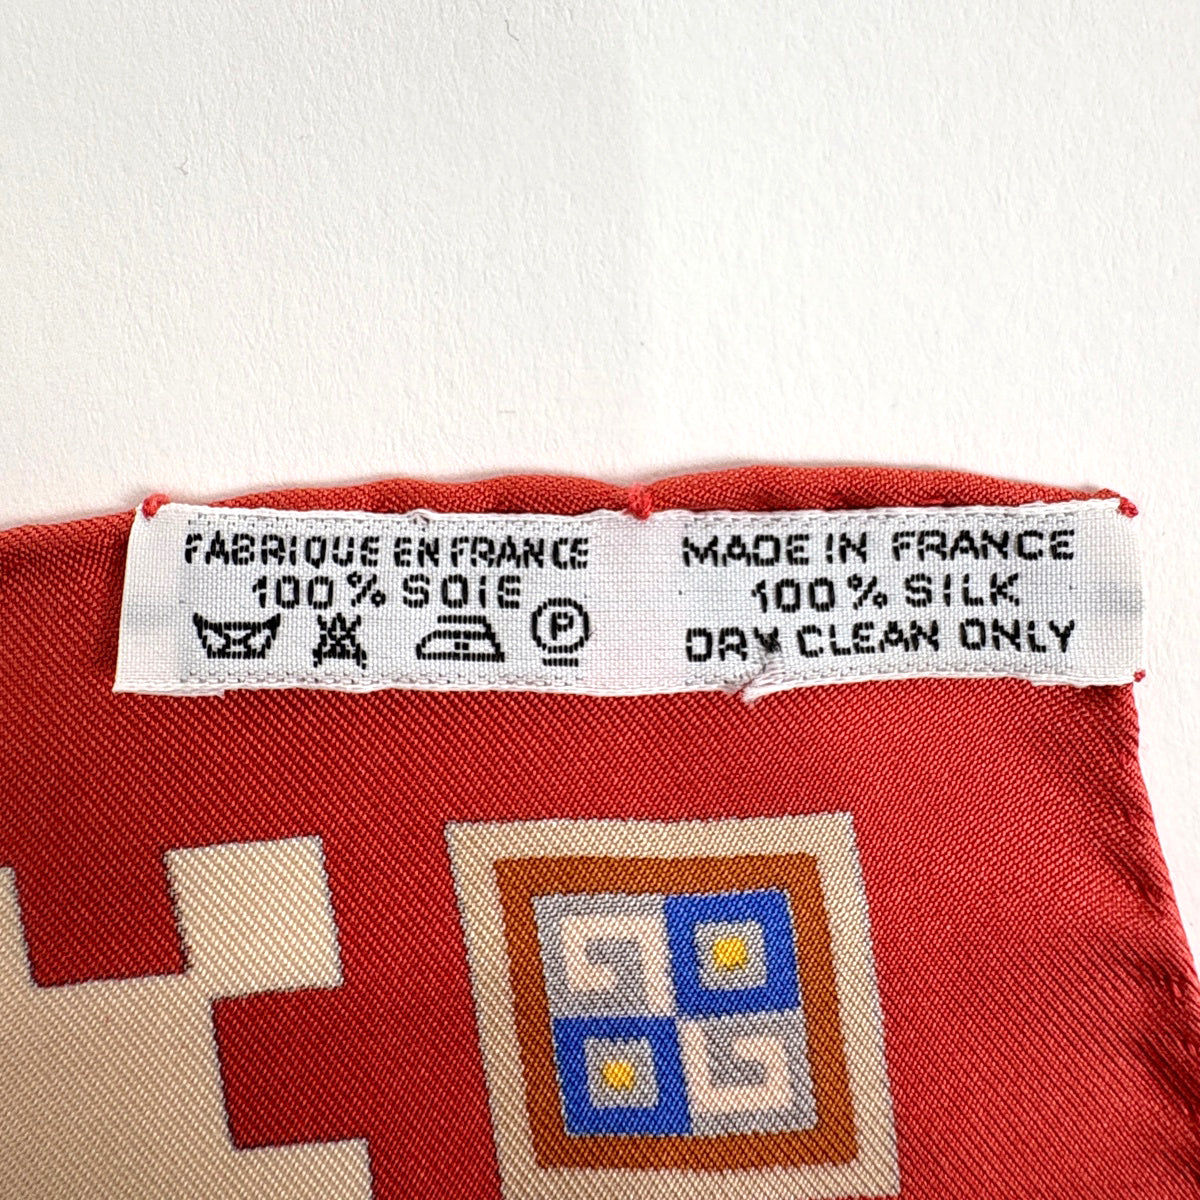 FABRIQUE EN FRANCE
100% SOIE
P
MADE IN FRANCE
100% SILK
DRY CLEAN ONLY